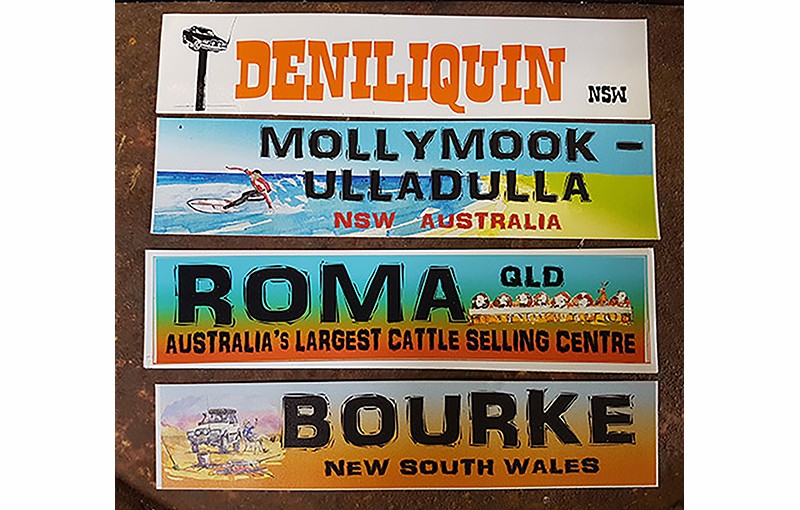 DENILIQUIN
NSW
MOLLYMOOK -
ULLADULLA
NSW AUSTRALIA
ROMA QLD
AUSTRALIA'S LARGEST CATTLE SELLING CENTRE
BOURKE
NEW SOUTH WALES